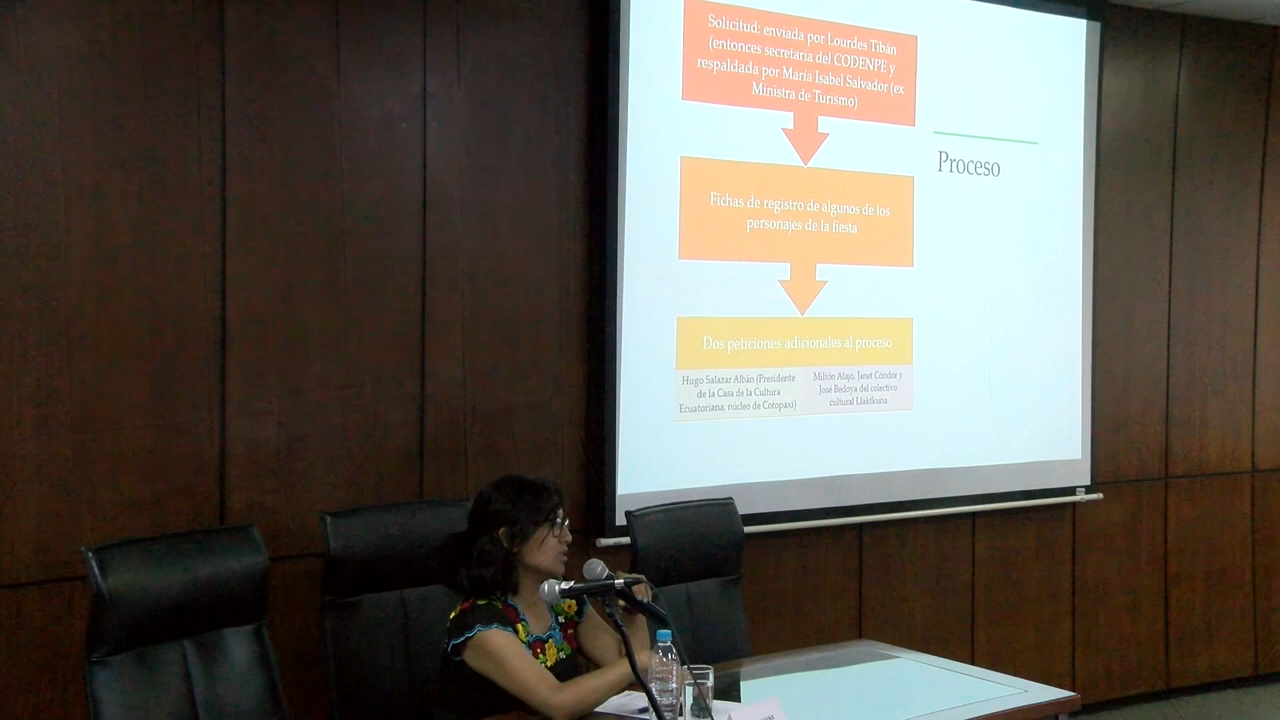 Solicitud: enviada por Lourdes Tibán
(entonces secretaria del CODENPE y
respaldada por María Isabel Salvador (ex
Ministra de Turismo)
Proceso
Fichas de registro de algunos de los
personajes de la fiesta
Dos peticiones adicionales al proceso
Hugo Salazar Albán (Presidente
de la Casa de la Cultura
Ecuatoriana, núcleo de Cotopaxi)
Miltón Alajo, Janet Cóndor y
José Bedoya del colectivo
cultural Llaktkuna